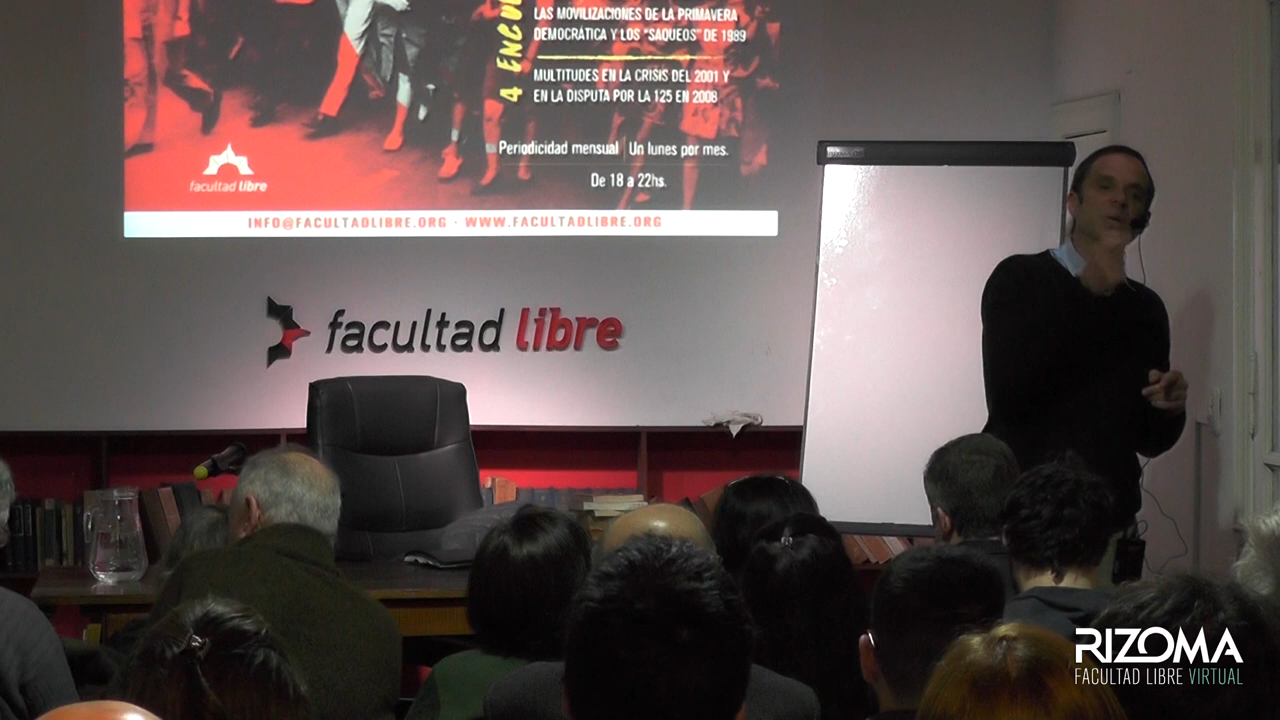 4 ENCU
LAS MOVILIZACIONES DE LA PRIMAVERA
DEMOCRÁTICA Y LOS "SAQUEOS" DE 1989
MULTITUDES EN LA CRISIS DEL 2001 Y
EN LA DISPUTA POR LA 125 EN 2008
Periodicidad mensual | Un lunes por mes.
De 18 a 22hs.
facultad libre
INFO@FACULTADLIBRE.ORG - WWW.FACULTADLIBRE.ORG
facultad libre
RIZOMA
FACULTAD LIBRE VIRTUAL